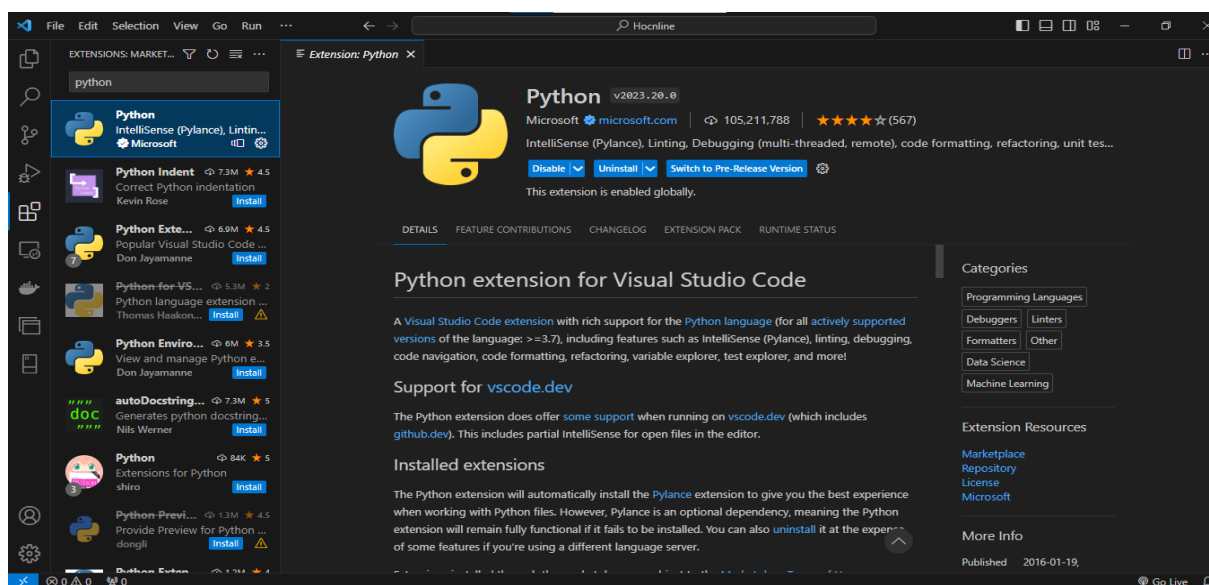 File Edit Selection View Go Run ···
Hocnline
EXTENSIONS: MARKET... ···
python
Python
IntelliSense (Pylance), Lintin...
Microsoft
Python Indent 7.3M ★ 4.5
Correct Python indentation
Kevin Rose Install
Python Exte... 6.9M ★ 4.5
Popular Visual Studio Code ...
Don Jayamanne Install
7
Python for VS... 5.3M ★ 2
Python language extension ...
Thomas Haakon... Install
Python Enviro... 6M ★ 3.5
View and manage Python e...
Don Jayamanne Install
autoDocstring... 7.3M ★ 5
Generates python docstring...
Nils Werner Install
""" doc """
Python 84K ★ 5
Extensions for Python
shiro Install
3
Python Previ... 1.3M ★ 4.5
Provide Preview for Python ...
dongli Install
Python Exten... 1.2M ★ 4
Extension: Python
Python v2023.20.0
Microsoft microsoft.com | 105,211,788 | ★★★★☆ (567)
IntelliSense (Pylance), Linting, Debugging (multi-threaded, remote), code formatting, refactoring, unit tes...
Disable Uninstall Switch to Pre-Release Version
This extension is enabled globally.
DETAILS FEATURE CONTRIBUTIONS CHANGELOG EXTENSION PACK RUNTIME STATUS
Python extension for Visual Studio Code
A Visual Studio Code extension with rich support for the Python language (for all actively supported
versions of the language: >=3.7), including features such as IntelliSense (Pylance), linting, debugging,
code navigation, code formatting, refactoring, variable explorer, test explorer, and more!
Support for vscode.dev
The Python extension does offer some support when running on vscode.dev (which includes
github.dev). This includes partial IntelliSense for open files in the editor.
Installed extensions
The Python extension will automatically install the Pylance extension to give you the best experience
when working with Python files. However, Pylance is an optional dependency, meaning the Python
extension will remain fully functional if it fails to be installed. You can also uninstall it at the expense
of some features if you're using a different language server.
Categories
Programming Languages
Debuggers Linters
Formatters Other
Data Science
Machine Learning
Extension Resources
Marketplace
Repository
License
Microsoft
More Info
Published 2016-01-19,
0 0 0
Go Live